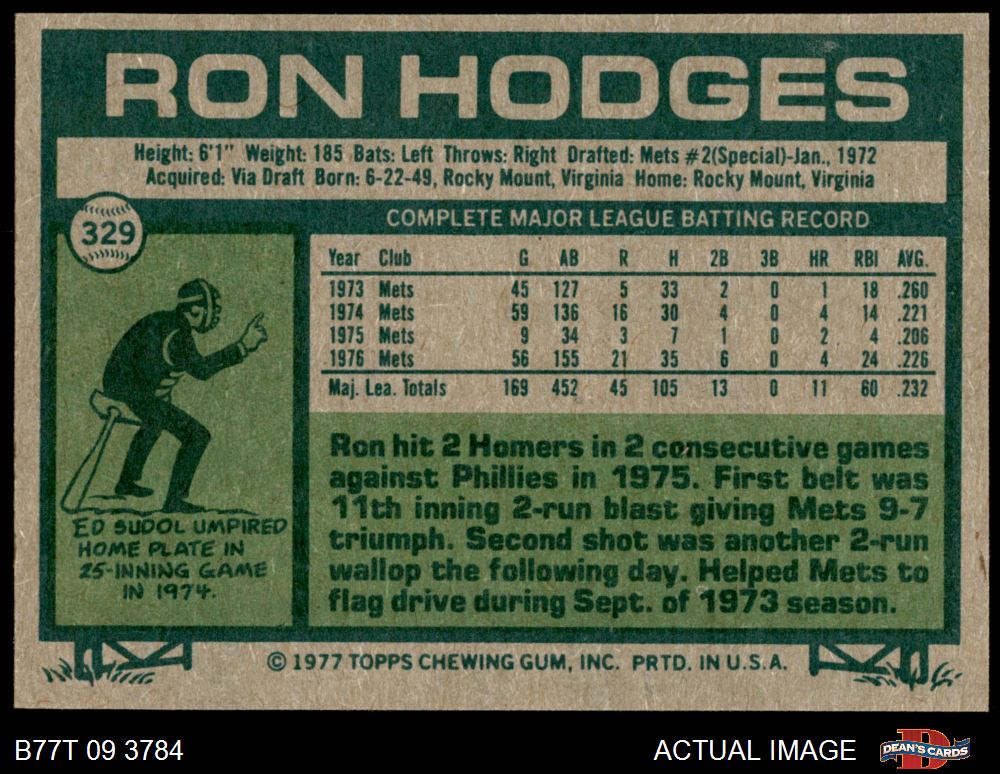 RON HODGES
Height: 6'1" Weight: 185 Bats: Left Throws: Right Drafted: Mets #2(Special)-Jan., 1972
Acquired: Via Draft Born: 6-22-49, Rocky Mount, Virginia Home: Rocky Mount, Virginia
329
COMPLETE MAJOR LEAGUE BATTING RECORD
Year Club G AB R H 2B 3B HR RBI AVG.
1973 Mets 45 127 5 33 2 0 1 18 .260
1974 Mets 59 136 16 30 4 0 4 14 .221
1975 Mets 9 34 3 7 1 0 2 4 .206
1976 Mets 56 155 21 35 6 0 4 24 .226
Maj. Lea. Totals 169 452 45 105 13 0 11 60 .232
ED SUDOL UMPIRED
HOME PLATE IN
25-INNING GAME
IN 1974.
Ron hit 2 Homers in 2 consecutive games
against Phillies in 1975. First belt was
11th inning 2-run blast giving Mets 9-7
triumph. Second shot was another 2-run
wallop the following day. Helped Mets to
flag drive during Sept. of 1973 season.
© 1977 TOPPS CHEWING GUM, INC. PRTD. IN U.S.A.
B77T 09 3784
ACTUAL IMAGE
D
DEAN'S CARDS